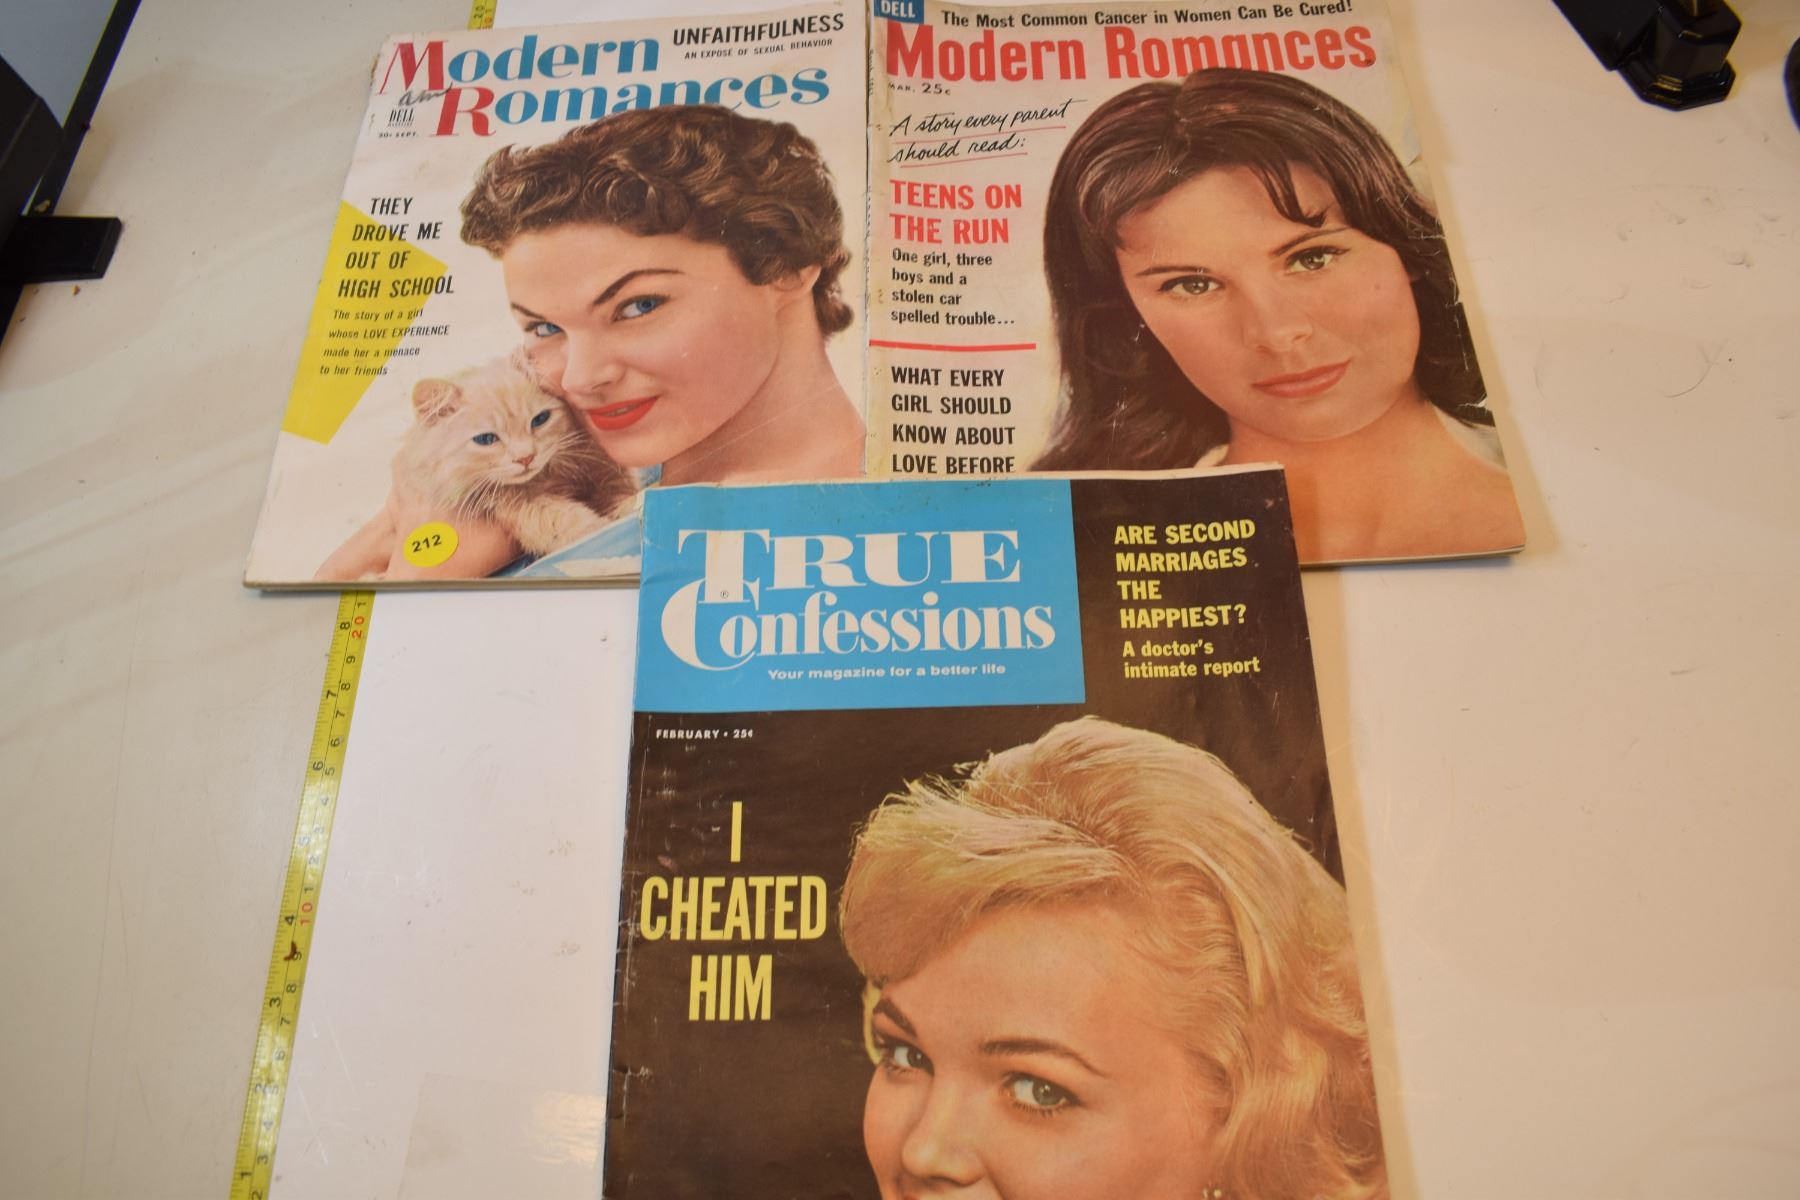 UNFAITHFULNESS
AN EXPOSE OF SEXUAL BEHAVIOR
Modern
Romances
am
DELL
20¢ SEPT.
THEY
DROVE ME
OUT OF
HIGH SCHOOL
The story of a girl
whose LOVE EXPERIENCE
made her a menace
to her friends
212
DELL
The Most Common Cancer in Women Can Be Cured!
Modern Romances
MAR. 25¢
A story every parent
should read:
TEENS ON
THE RUN
One girl, three
boys and a
stolen car
spelled trouble...
WHAT EVERY
GIRL SHOULD
KNOW ABOUT
LOVE BEFORE
TRUE
Confessions
®
Your magazine for a better life
ARE SECOND
MARRIAGES
THE
HAPPIEST?
A doctor's
intimate report
FEBRUARY • 25¢
I
CHEATED
HIM